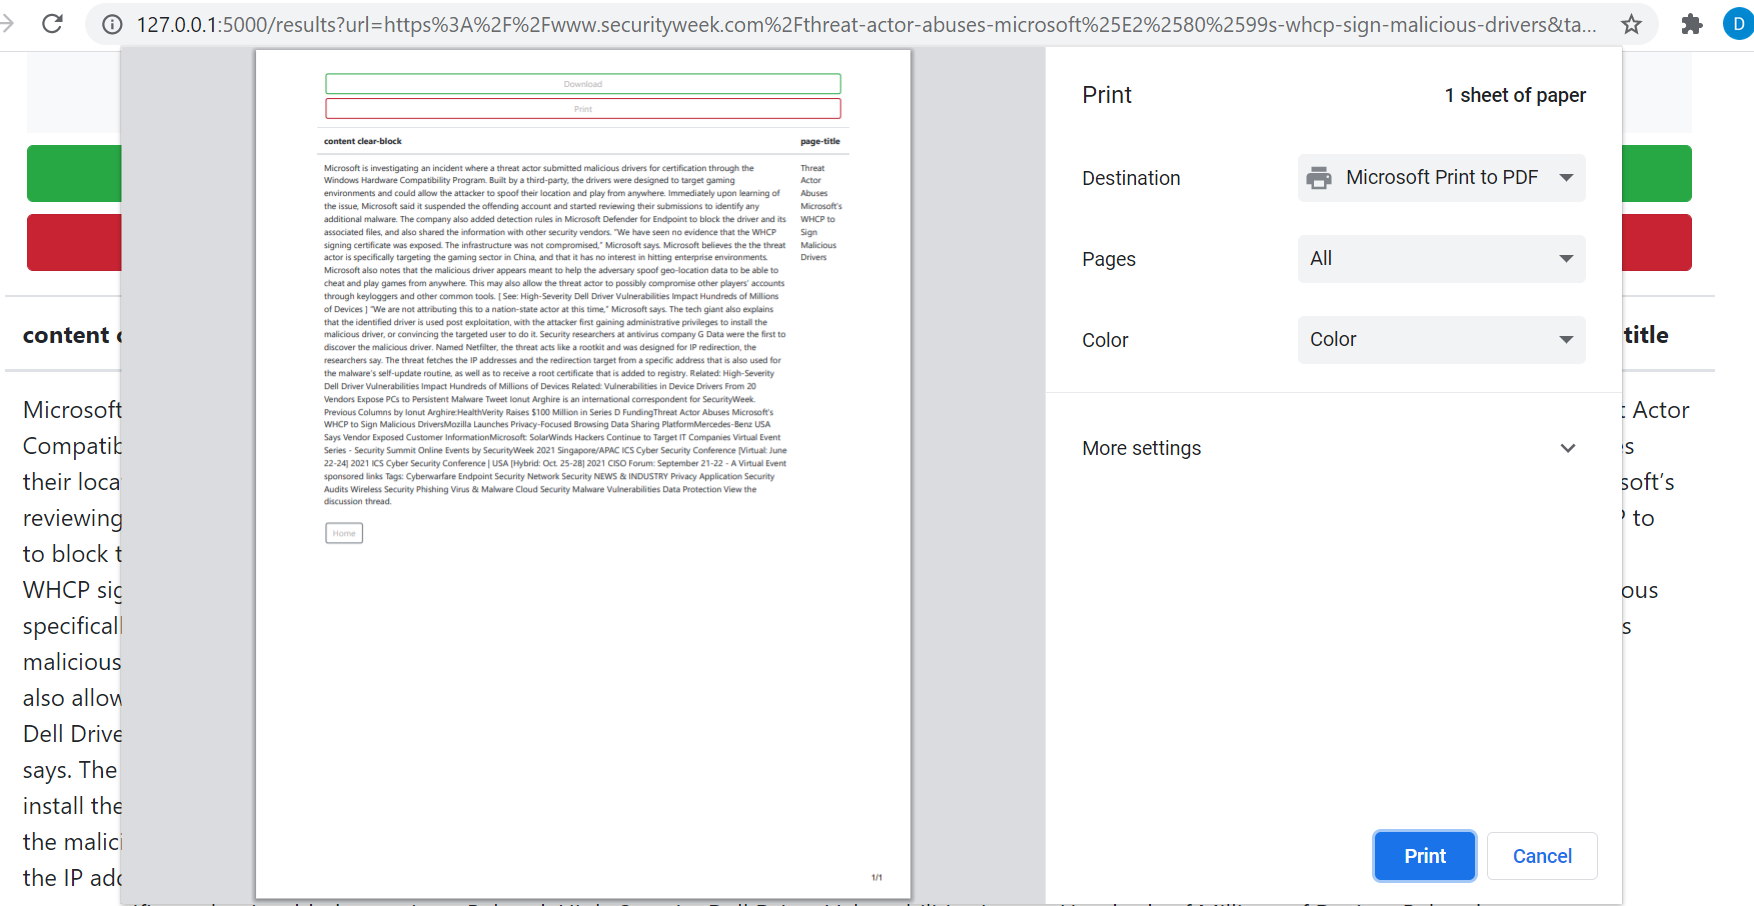 127.0.0.1:5000/results?url=https%3A%2F%2Fwww.securityweek.com%2Fthreat-actor-abuses-microsoft%25E2%2580%2599s-whcp-sign-malicious-drivers&ta...
D
Download
Print
content clear-block page-title
Microsoft is investigating an incident where a threat actor submitted malicious drivers for certification through the
Windows Hardware Compatibility Program. Built by a third-party, the drivers were designed to target gaming
environments and could allow the attacker to spoof their location and play from anywhere. Immediately upon learning of
the issue, Microsoft said it suspended the offending account and started reviewing their submissions to identify any
additional malware. The company also added detection rules in Microsoft Defender for Endpoint to block the driver and its
associated files, and also shared the information with other security vendors. "We have seen no evidence that the WHCP
signing certificate was exposed. The infrastructure was not compromised," Microsoft says. Microsoft believes the the threat
actor is specifically targeting the gaming sector in China, and that it has no interest in hitting enterprise environments.
Microsoft also notes that the malicious driver appears meant to help the adversary spoof geo-location data to be able to
cheat and play games from anywhere. This may also allow the threat actor to possibly compromise other players' accounts
through keyloggers and other common tools. [ See: High-Severity Dell Driver Vulnerabilities Impact Hundreds of Millions
of Devices ] "We are not attributing this to a nation-state actor at this time," Microsoft says. The tech giant also explains
that the identified driver is used post exploitation, with the attacker first gaining administrative privileges to install the
malicious driver, or convincing the targeted user to do it. Security researchers at antivirus company G Data were the first to
discover the malicious driver. Named Netfilter, the threat acts like a rootkit and was designed for IP redirection, the
researchers say. The threat fetches the IP addresses and the redirection target from a specific address that is also used for
the malware's self-update routine, as well as to receive a root certificate that is added to registry. Related: High-Severity
Dell Driver Vulnerabilities Impact Hundreds of Millions of Devices Related: Vulnerabilities in Device Drivers From 20
Vendors Expose PCs to Persistent Malware Tweet Ionut Arghire is an international correspondent for SecurityWeek.
Previous Columns by Ionut Arghire:HealthVerity Raises $100 Million in Series D FundingThreat Actor Abuses Microsoft's
WHCP to Sign Malicious DriversMozilla Launches Privacy-Focused Browsing Data Sharing PlatformMercedes-Benz USA
Says Vendor Exposed Customer InformationMicrosoft: SolarWinds Hackers Continue to Target IT Companies Virtual Event
Series - Security Summit Online Events by SecurityWeek 2021 Singapore/APAC ICS Cyber Security Conference [Virtual: June
22-24] 2021 ICS Cyber Security Conference | USA [Hybrid: Oct. 25-28] 2021 CISO Forum: September 21-22 - A Virtual Event
sponsored links Tags: Cyberwarfare Endpoint Security Network Security NEWS & INDUSTRY Privacy Application Security
Audits Wireless Security Phishing Virus & Malware Cloud Security Malware Vulnerabilities Data Protection View the
discussion thread.
Threat
Actor
Abuses
Microsoft's
WHCP to
Sign
Malicious
Drivers
Home
1/1
Print
1 sheet of paper
Destination
Microsoft Print to PDF
Pages
All
Color
Color
More settings
Print
Cancel
content c
Microsoft
Compatib
their loca
reviewing
to block t
WHCP sig
specificall
malicious
also allow
Dell Drive
says. The
install the
the malici
the IP add
title
t Actor
s
soft's
to
ous
s